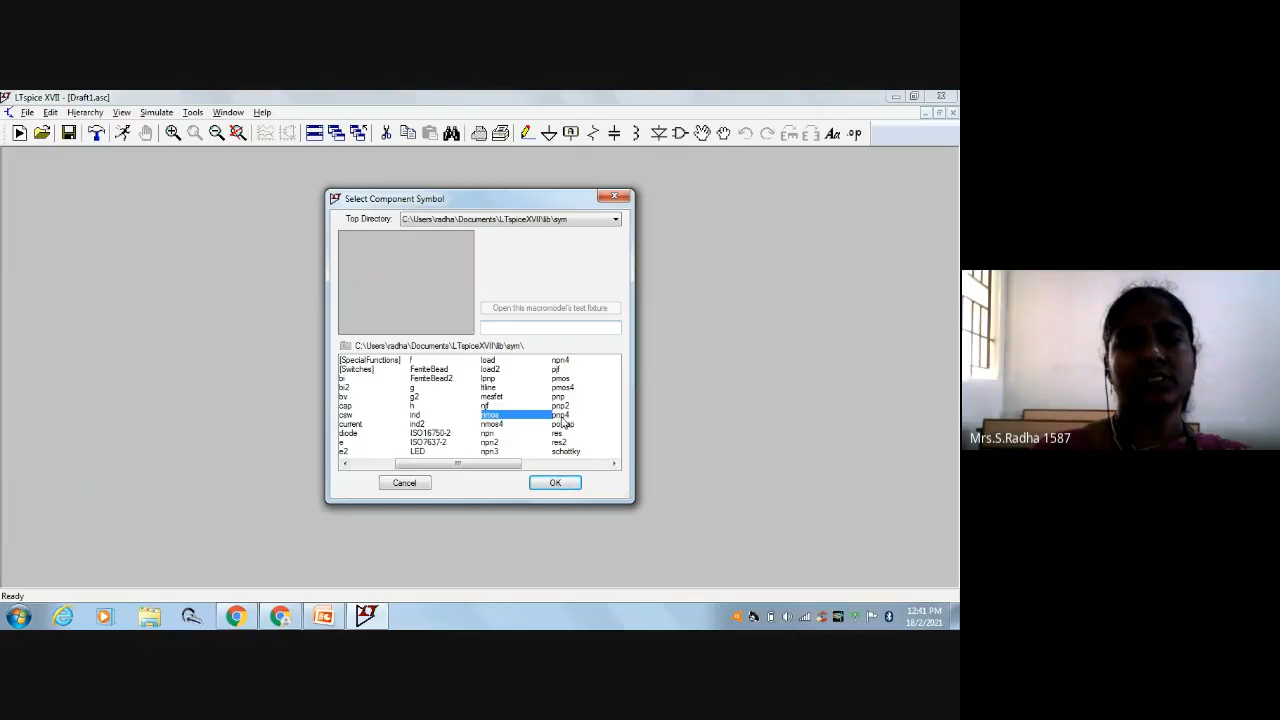 LTspice XVII - [Draft1.asc]
File Edit Hierarchy View Simulate Tools Window Help
Aa .op
Select Component Symbol
Top Directory: C:\Users\radha\Documents\LTspiceXVII\lib\sym
Open this macromodel's test fixture
C:\Users\radha\Documents\LTspiceXVII\lib\sym\
[SpecialFunctions] f load npn4
[Switches] FerriteBead load2 pjf
bi FerriteBead2 lpnp pmos
bi2 g ltline pmos4
bv g2 mesfet pnp
cap h njf pnp2
csw ind nmos pnp4
current ind2 nmos4
diode ISO16750-2 npn res
e ISO7637-2 npn2 res2
e2 LED npn3 schottky
Cancel OK
Ready
12:41 PM
18/2/2021
Mrs.S.Radha 1587